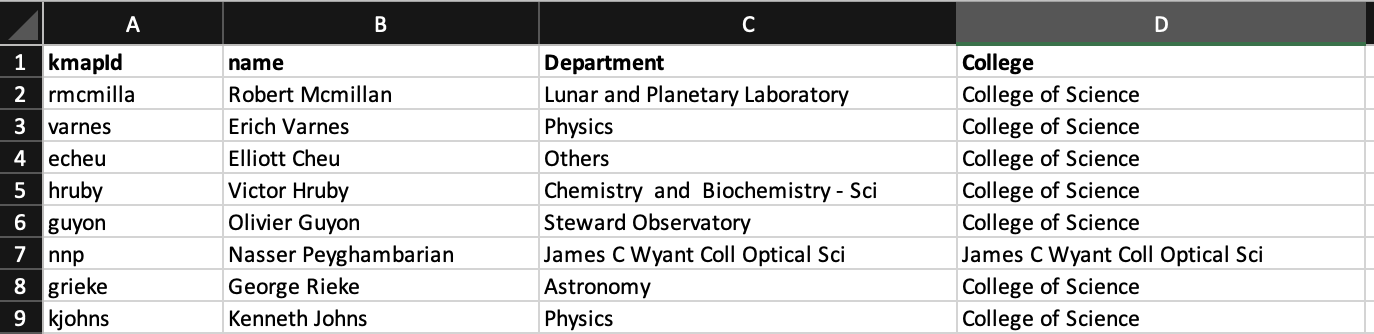 A B C D
1 kmapId name Department College
2 rmcmilla Robert Mcmillan Lunar and Planetary Laboratory College of Science
3 varnes Erich Varnes Physics College of Science
4 echeu Elliott Cheu Others College of Science
5 hruby Victor Hruby Chemistry  and  Biochemistry - Sci College of Science
6 guyon Olivier Guyon Steward Observatory College of Science
7 nnp Nasser Peyghambarian James C Wyant Coll Optical Sci James C Wyant Coll Optical Sci
8 grieke George Rieke Astronomy College of Science
9 kjohns Kenneth Johns Physics College of Science